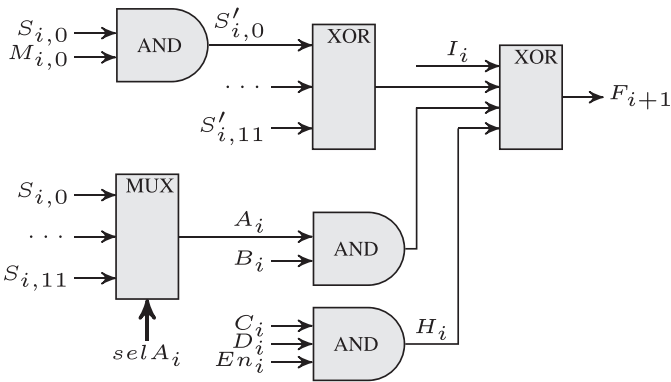 S_{i,0}
M_{i,0}
AND
S'_{i,0}
XOR
...
S'_{i,11}
I_i
XOR
F_{i+1}
S_{i,0}
...
S_{i,11}
MUX
selA_i
A_i
B_i
AND
C_i
D_i
En_i
AND
H_i